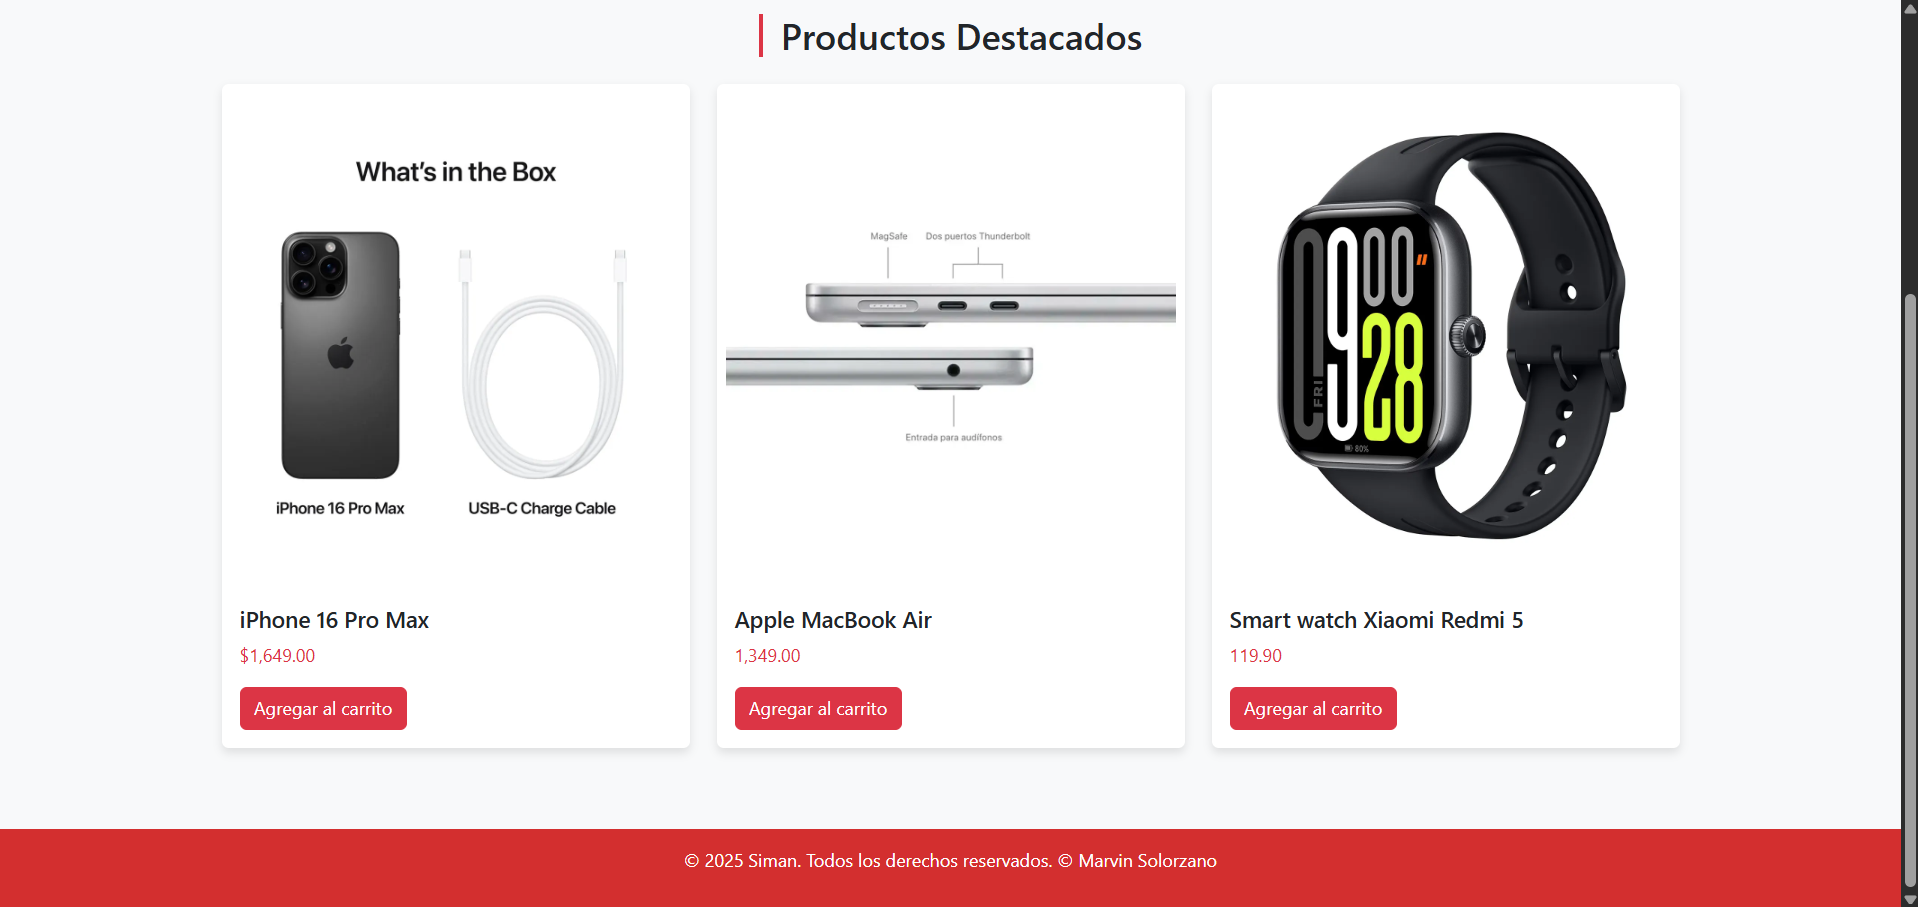 Productos Destacados
What's in the Box
iPhone 16 Pro Max
USB-C Charge Cable
iPhone 16 Pro Max
$1,649.00
Agregar al carrito
MagSafe
Dos puertos Thunderbolt
Entrada para audífonos
Apple MacBook Air
1,349.00
Agregar al carrito
FRI
09 00
28
80%
Smart watch Xiaomi Redmi 5
119.90
Agregar al carrito
© 2025 Siman. Todos los derechos reservados. © Marvin Solorzano